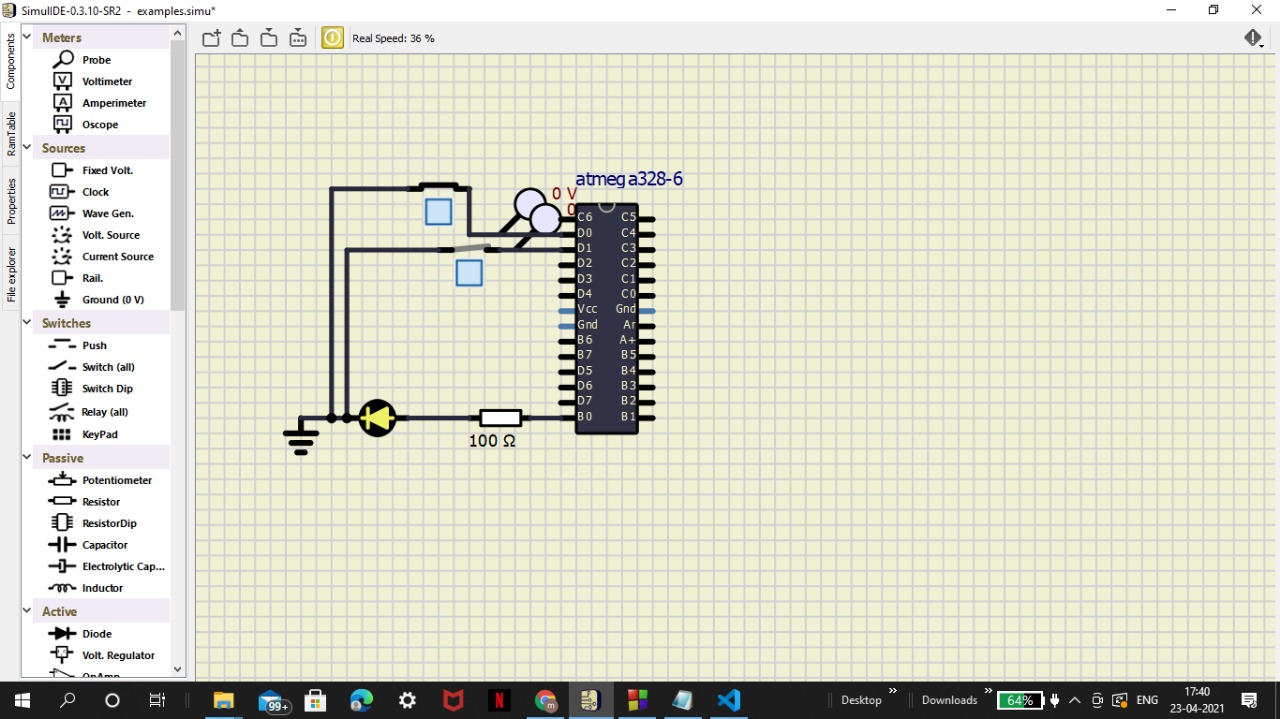 SimulIDE-0.3.10-SR2 - examples.simu*
Components
RamTable
Properties
File explorer
Meters
Probe
Voltmeter
Amperimeter
Oscope
Sources
Fixed Volt.
Clock
Wave Gen.
Volt. Source
Current Source
Rail.
Ground (0 V)
Switches
Push
Switch (all)
Switch Dip
Relay (all)
KeyPad
Passive
Potentiometer
Resistor
ResistorDip
Capacitor
Electrolytic Cap...
Inductor
Active
Diode
Volt. Regulator
OpAmp
Real Speed: 36 %
atmega328-6
0 V
0
C6 C5
D0 C4
D1 C3
D2 C2
D3 C1
D4 C0
Vcc Gnd
Gnd Ar
B6 A+
B7 B5
D5 B4
D6 B3
D7 B2
B0 B1
100 Ω
V
A
99+
m
N
Desktop »
Downloads »
64%
ENG
17:40
23-04-2021